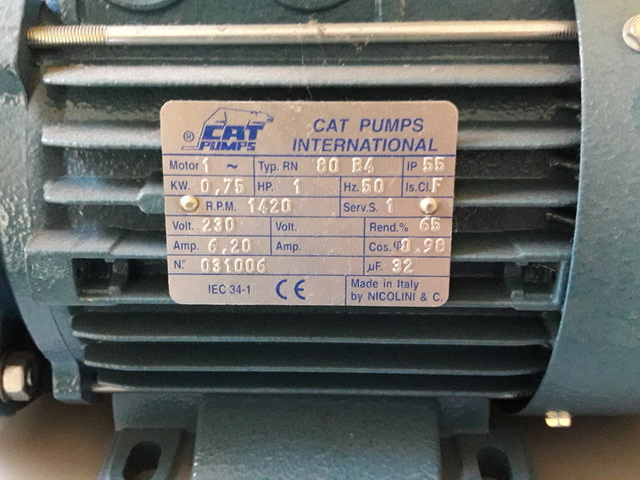 ® CAT PUMPS
CAT PUMPS INTERNATIONAL
Motor 1 ~ Typ. RN 80 B4 IP 55
KW. 0,75 HP. 1 Hz. 50 Is.Cl. F
R.P.M. 1420 Serv.S. 1
Volt. 230 Volt. Rend.% 65
Amp. 6,20 Amp. Cos.φ 0,98
N° 031006 µF. 32
IEC 34-1 CE Made in Italy
by NICOLINI & C.